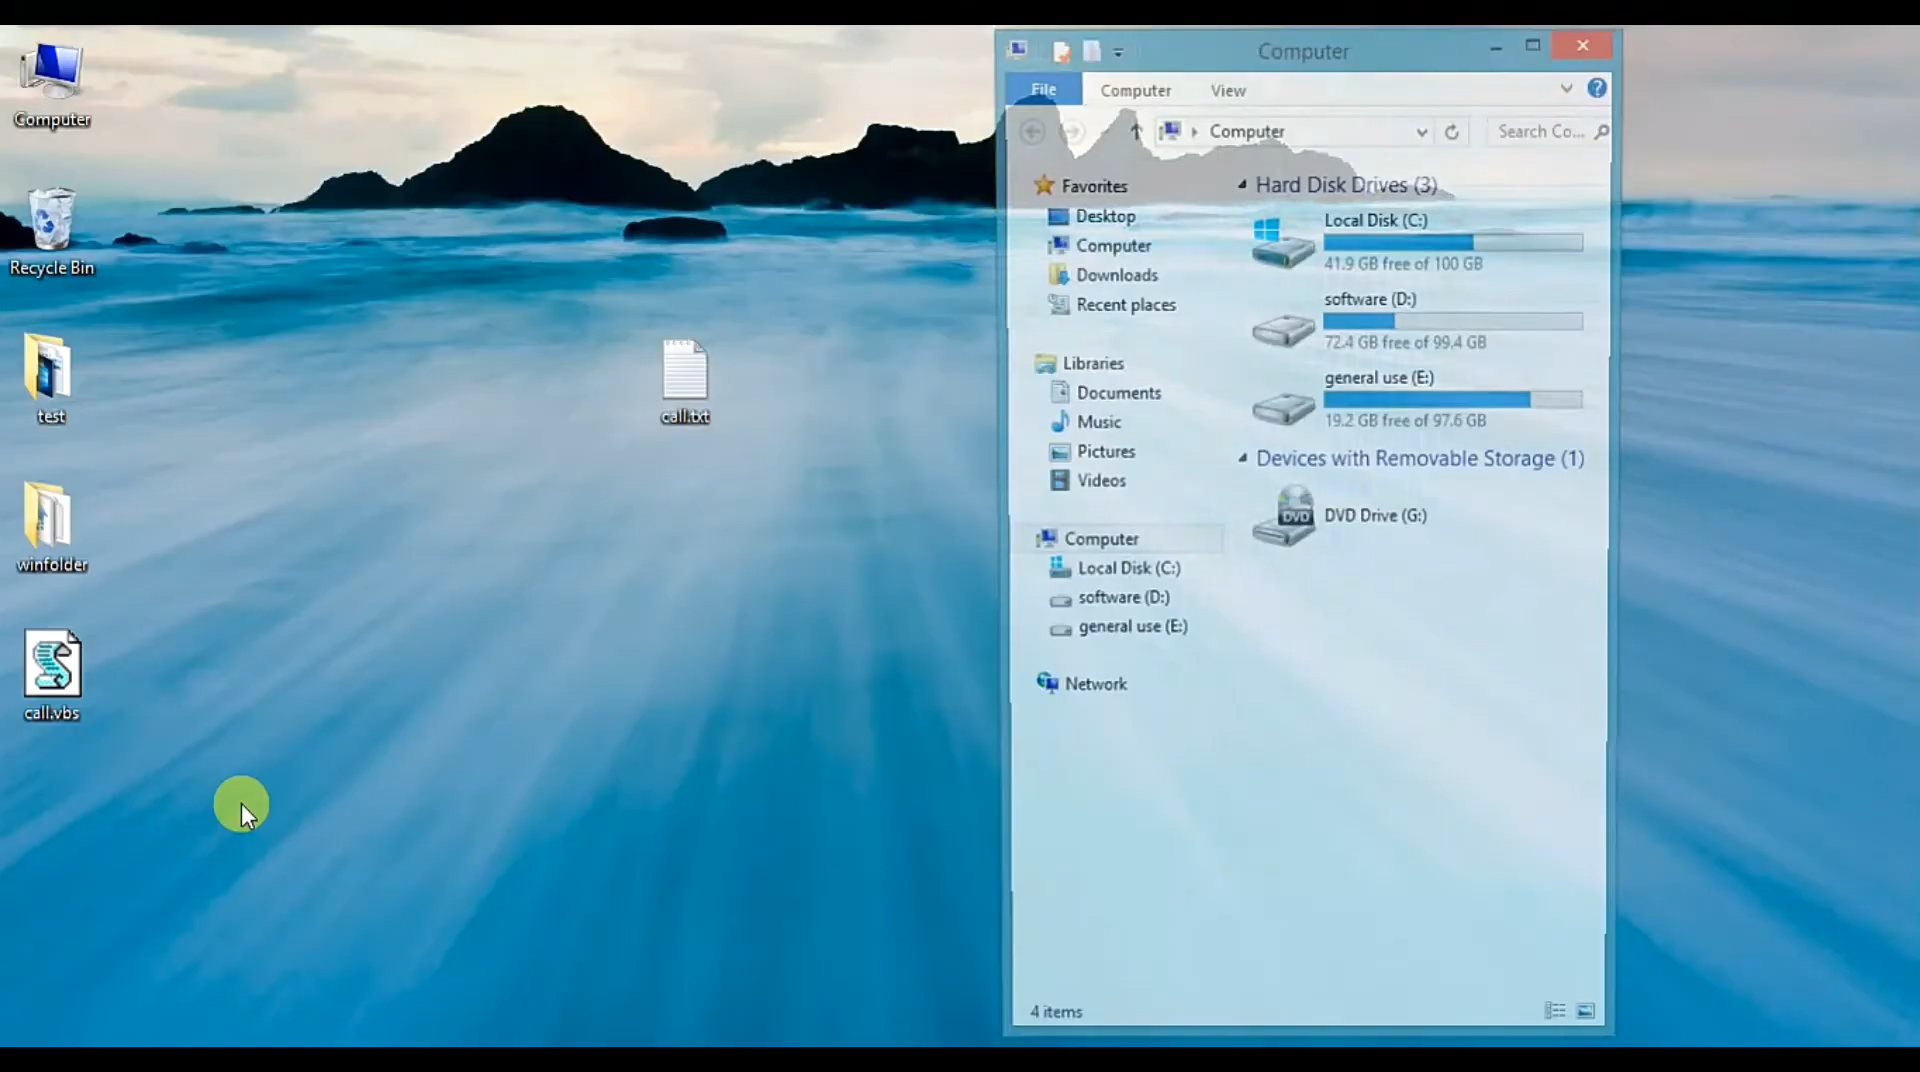 Computer
Recycle Bin
test
winfolder
call.vbs
call.txt
Computer
File
Computer
View
Computer
Search Co...
Favorites
Desktop
Computer
Downloads
Recent places
Libraries
Documents
Music
Pictures
Videos
Computer
Local Disk (C:)
software (D:)
general use (E:)
Network
Hard Disk Drives (3)
Local Disk (C:)
41.9 GB free of 100 GB
software (D:)
72.4 GB free of 99.4 GB
general use (E:)
19.2 GB free of 97.6 GB
Devices with Removable Storage (1)
DVD
DVD Drive (G:)
4 items